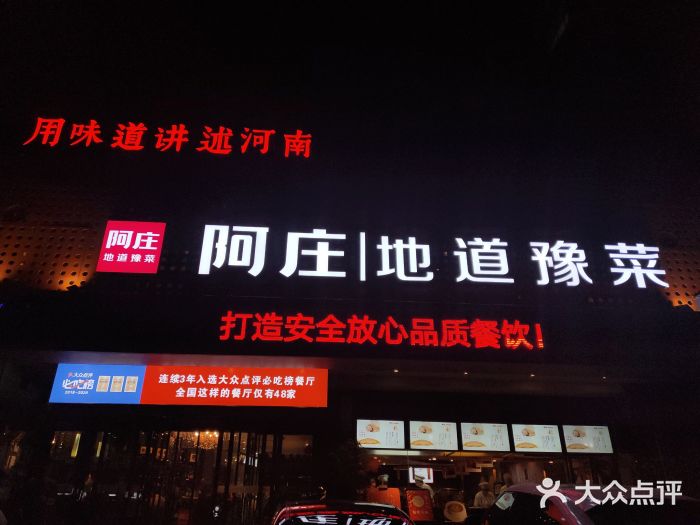 用味道讲述河南
阿庄
地道豫菜
阿庄|地道豫菜
打造安全放心品质餐饮!
大众点评
必吃榜
2018-2020
连续3年入选大众点评必吃榜餐厅
全国这样的餐厅仅有48家
大众点评